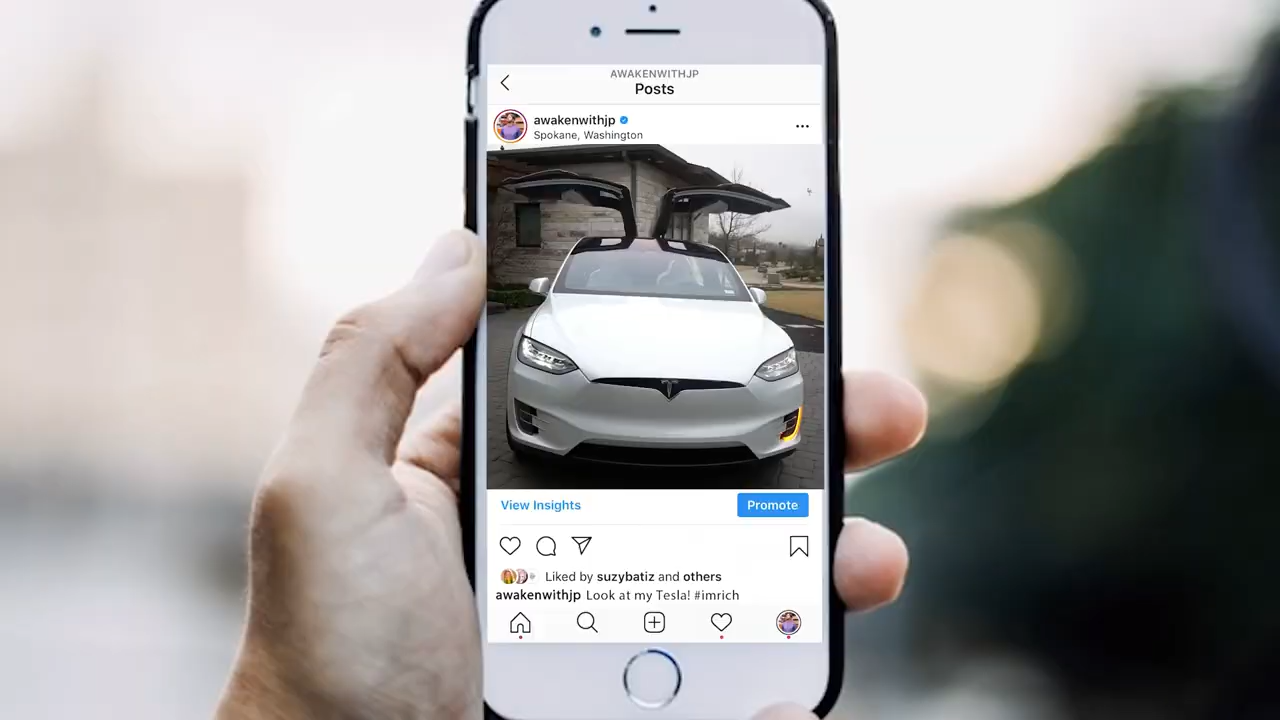 AWAKENWITHJP
Posts
awakenwithjp
Spokane, Washington
View Insights
Promote
Liked by suzybatiz and others
awakenwithjp Look at my Tesla! #imrich